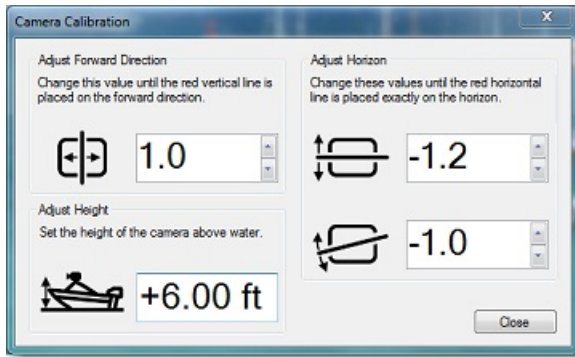 Camera Calibration
Adjust Forward Direction
Change this value until the red vertical line is
placed on the forward direction.
1.0
Adjust Height
Set the height of the camera above water.
+6.00 ft
Adjust Horizon
Change these values until the red horizontal
line is placed exactly on the horizon.
-1.2
-1.0
Close